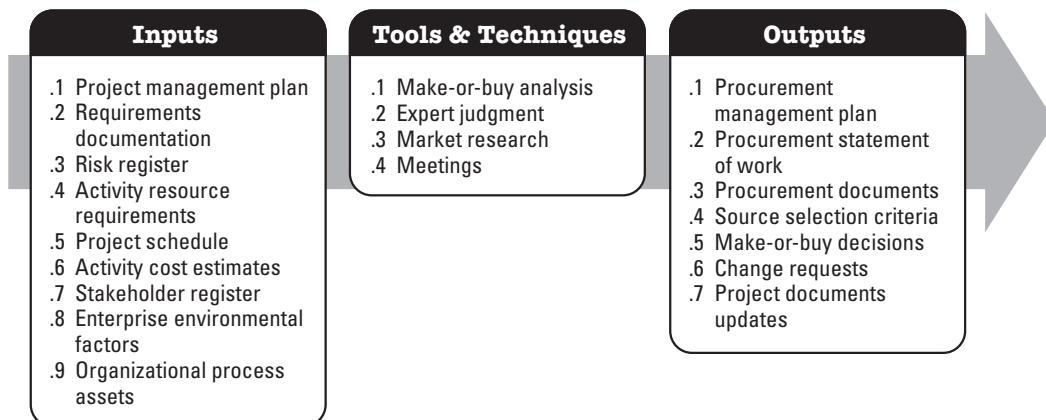 Inputs
.1 Project management plan
.2 Requirements
documentation
.3 Risk register
.4 Activity resource
requirements
.5 Project schedule
.6 Activity cost estimates
.7 Stakeholder register
.8 Enterprise environmental
factors
.9 Organizational process
assets
Tools & Techniques
.1 Make-or-buy analysis
.2 Expert judgment
.3 Market research
.4 Meetings
Outputs
.1 Procurement
management plan
.2 Procurement statement
of work
.3 Procurement documents
.4 Source selection criteria
.5 Make-or-buy decisions
.6 Change requests
.7 Project documents
updates